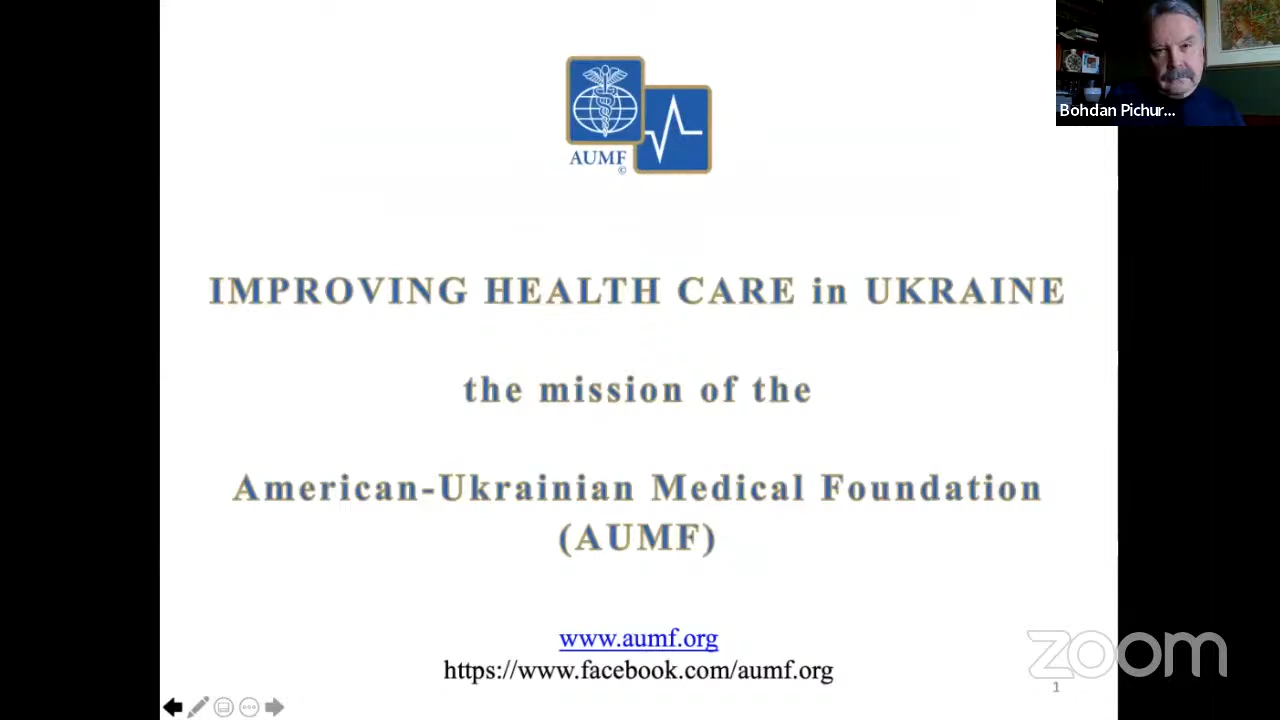 Bohdan Pichur...
AUMF
©
IMPROVING HEALTH CARE in UKRAINE
the mission of the
American-Ukrainian Medical Foundation
(AUMF)
www.aumf.org
https://www.facebook.com/aumf.org
zoom
1